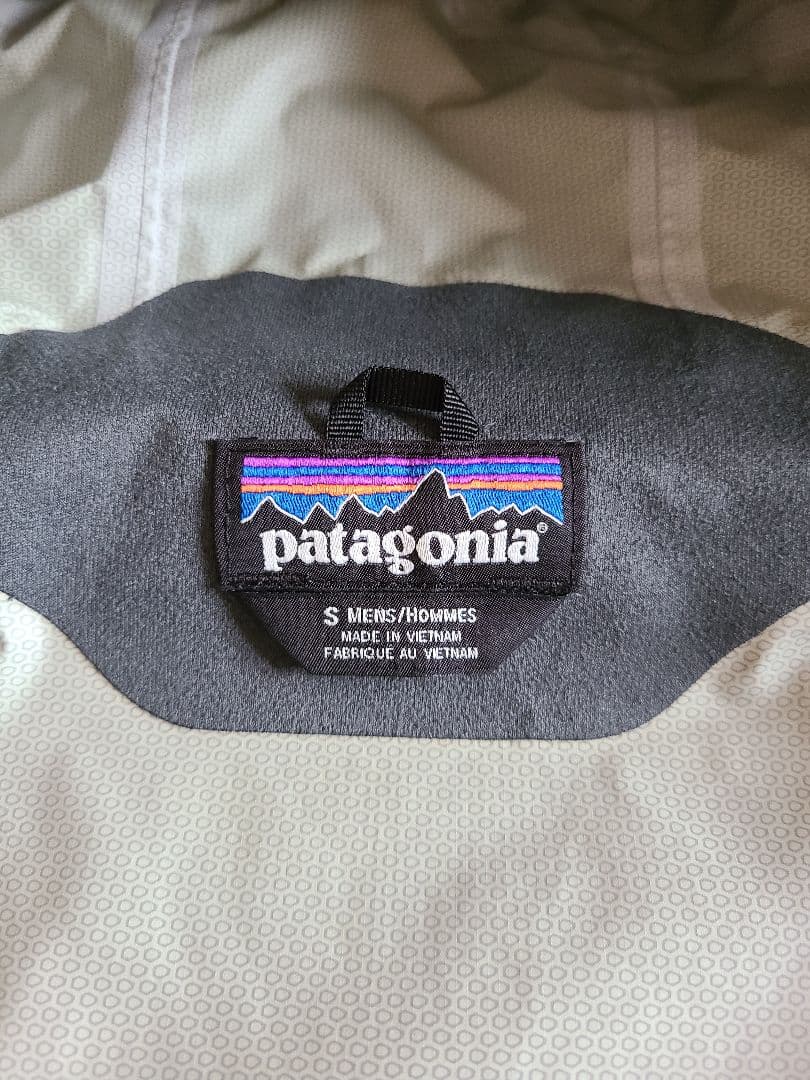 patagonia®
S MENS/HOMMES
MADE IN VIETNAM
FABRIQUE AU VIETNAM